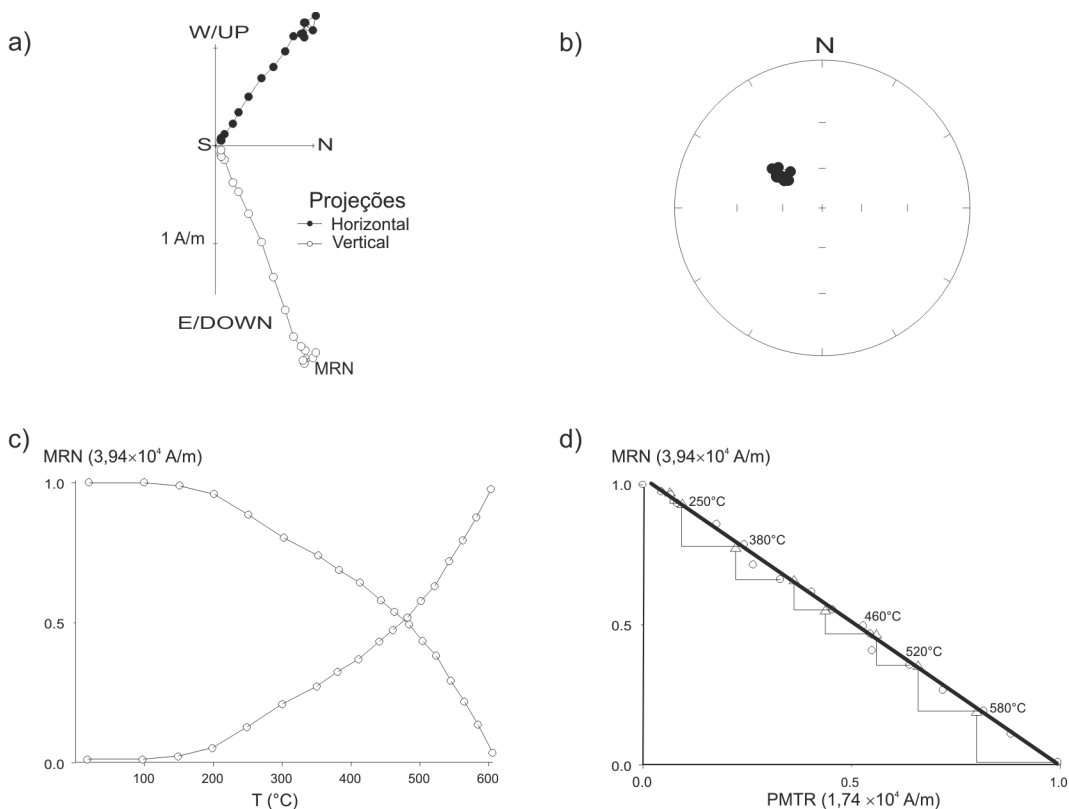 a)
W/UP
S
N
1 A/m
E/DOWN
MRN
Projeções
Horizontal
Vertical
b)
N
c)
MRN (3,94×10⁴ A/m)
1.0
0.5
0.0
100
200
300
400
500
600
T (°C)
d)
MRN (3,94×10⁴ A/m)
1.0
0.5
0.0
250°C
380°C
460°C
520°C
580°C
0.0
0.5
1.0
PMTR (1,74 ×10⁴ A/m)